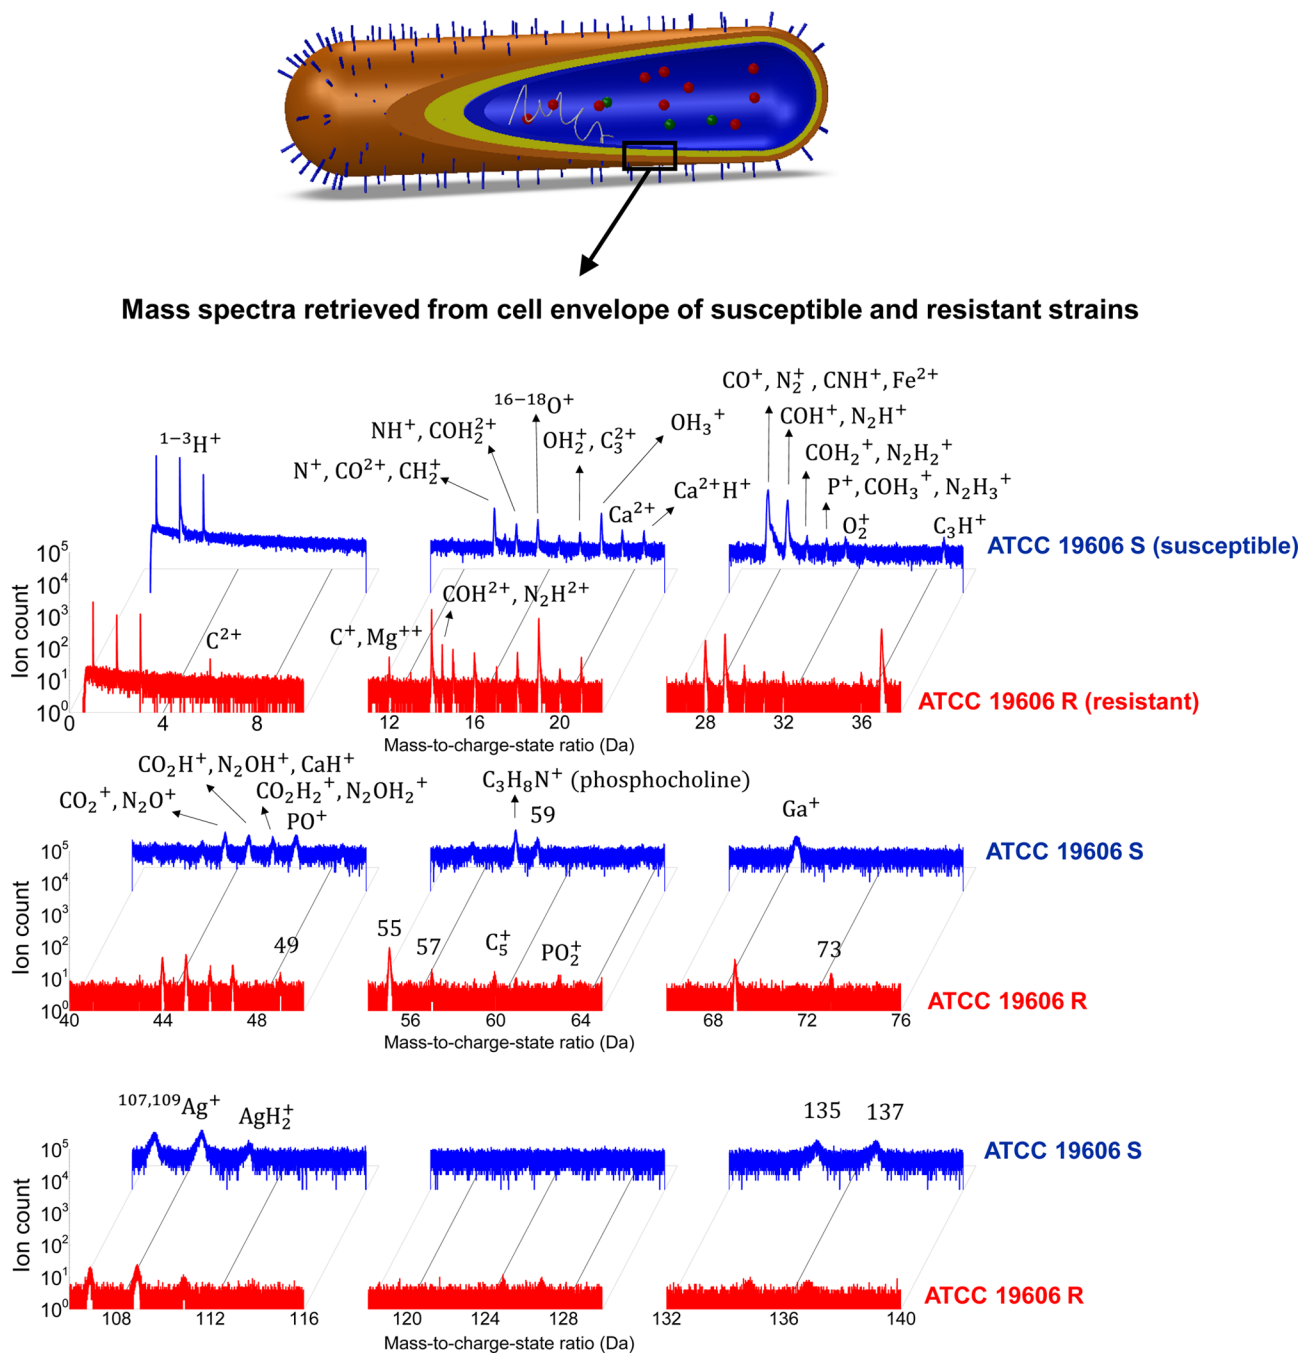 Mass spectra retrieved from cell envelope of susceptible and resistant strains
CO⁺, N₂⁺ , CNH⁺, Fe²⁺
¹⁶⁻¹⁸O⁺
COH⁺, N₂H⁺
¹⁻³H⁺
NH⁺, COH₂²⁺
OH₂⁺, C₃²⁺
OH₃⁺
COH₂⁺, N₂H₂⁺
N⁺, CO²⁺, CH₂⁺
Ca²⁺
Ca²⁺H⁺
P⁺, COH₃⁺, N₂H₃⁺
O₂⁺
C₃H⁺
ATCC 19606 S (susceptible)
10⁵
10⁴
10³
10²
10¹
10⁰
Ion count
C²⁺
C⁺, Mg⁺⁺
COH²⁺, N₂H²⁺
ATCC 19606 R (resistant)
0 4 8 12 16 20 28 32 36
Mass-to-charge-state ratio (Da)
CO₂H⁺, N₂OH⁺, CaH⁺
CO₂⁺, N₂O⁺
CO₂H₂⁺, N₂OH₂⁺
PO⁺
C₃H₈N⁺ (phosphocholine)
59
Ga⁺
ATCC 19606 S
10⁵
10⁴
10³
10²
10¹
10⁰
Ion count
49
55
57
C₅⁺
PO₂⁺
73
ATCC 19606 R
40 44 48 56 60 64 68 72 76
Mass-to-charge-state ratio (Da)
¹⁰⁷,¹⁰⁹Ag⁺
AgH₂⁺
135
137
ATCC 19606 S
10⁵
10⁴
10³
10²
10¹
10⁰
Ion count
ATCC 19606 R
108 112 116 120 124 128 132 136 140
Mass-to-charge-state ratio (Da)